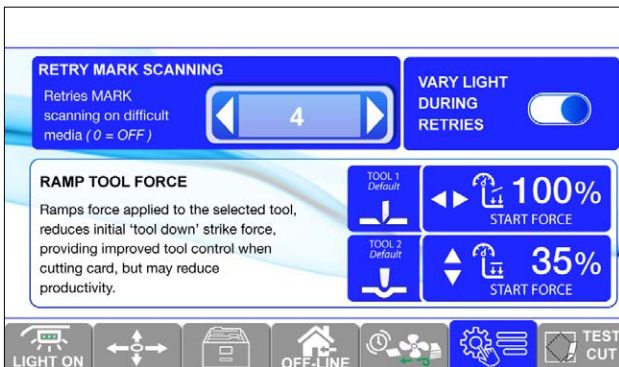 RETRY MARK SCANNING
Retries MARK
scanning on difficult
media ( 0 = OFF )
4
VARY LIGHT
DURING
RETRIES
RAMP TOOL FORCE
Ramps force applied to the selected tool,
reduces initial ‘tool down’ strike force,
providing improved tool control when
cutting card, but may reduce
productivity.
TOOL 1
Default
100%
START FORCE
TOOL 2
Default
35%
START FORCE
LIGHT ON
OFF-LINE
TEST
CUT